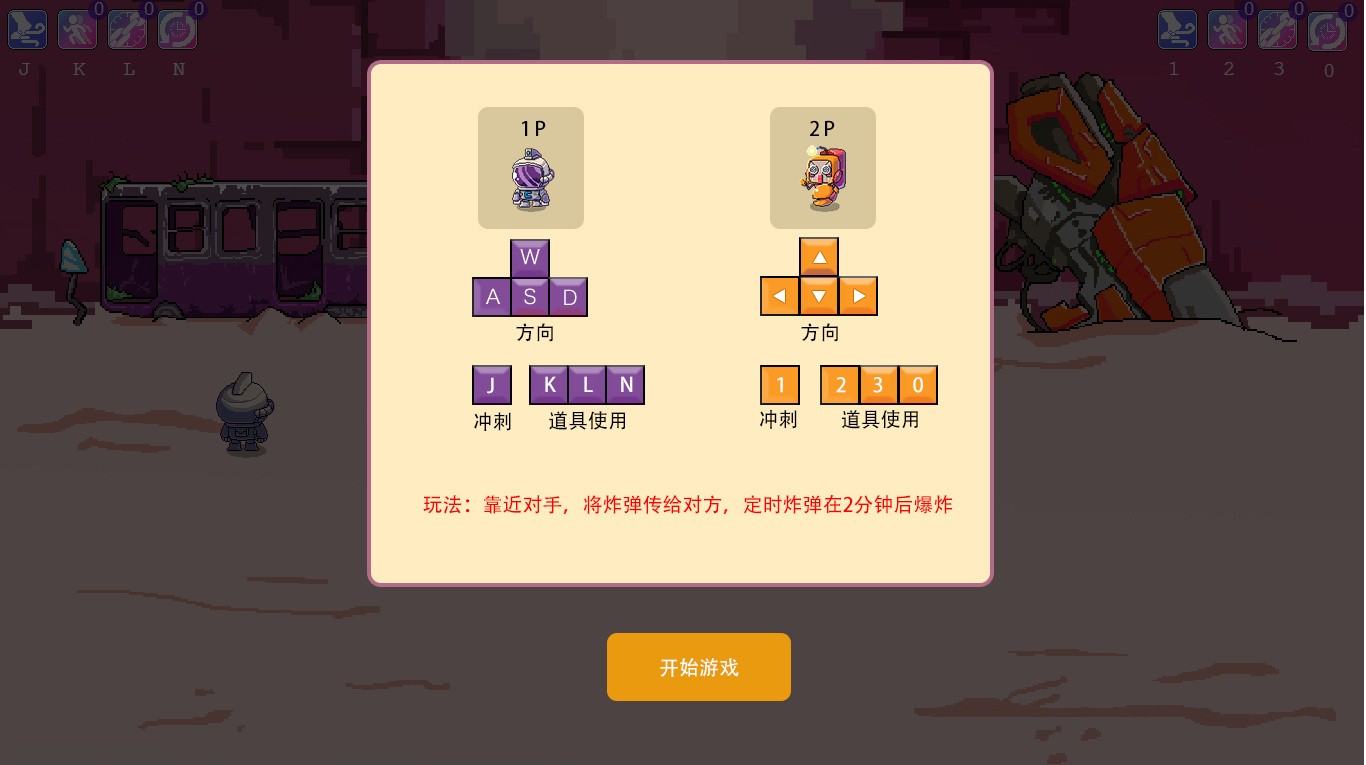 0 0 0 0 0 0
J K L N 1 2 3 0
1P 2P
W
A S D
方向 方向
J K L N 1 2 3 0
冲刺 道具使用 冲刺 道具使用
玩法：靠近对手，将炸弹传给对方，定时炸弹在2分钟后爆炸
开始游戏